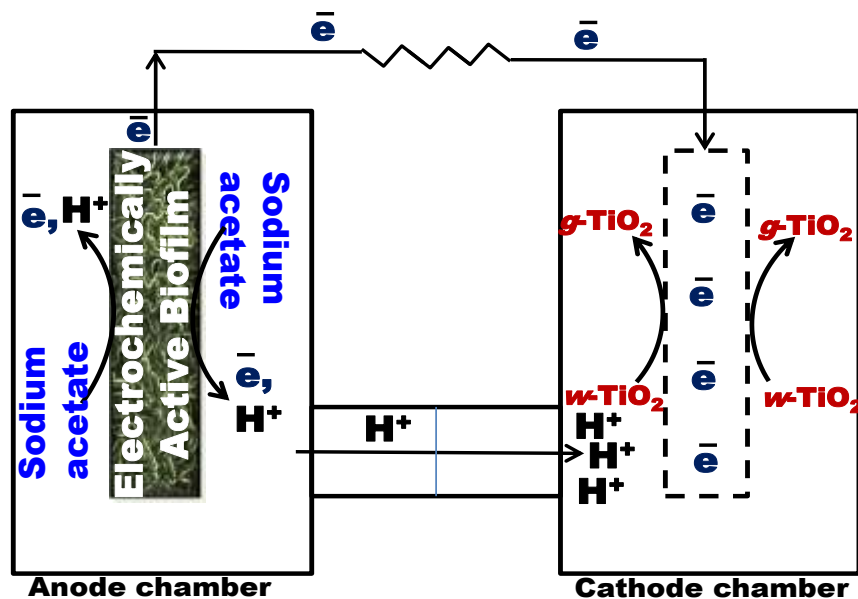 e̅
e̅
e̅
e̅, H⁺
Sodium
acetate
Electrochemically
Active Biofilm
Sodium
acetate
e̅,
H⁺
H⁺
H⁺
H⁺
H⁺
g-TiO₂
w-TiO₂
e̅
e̅
e̅
e̅
g-TiO₂
w-TiO₂
Anode chamber
Cathode chamber